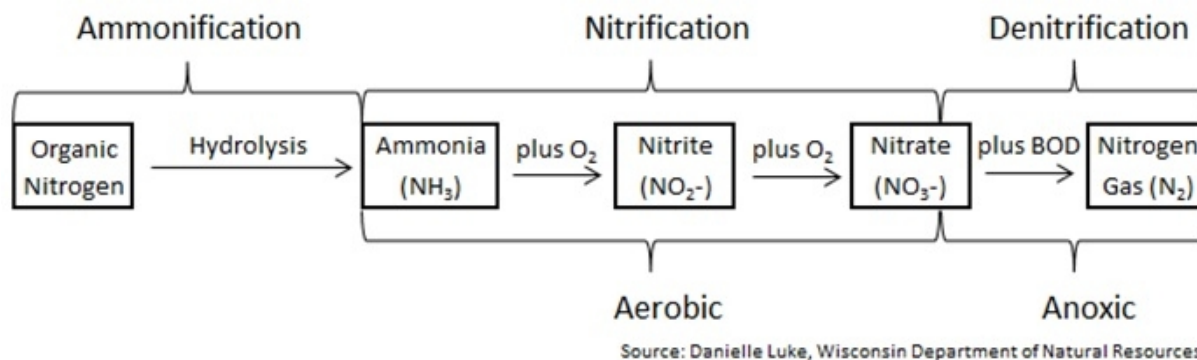 Ammonification Nitrification Denitrification
Organic Nitrogen
Hydrolysis
Ammonia (NH₃)
plus O₂
Nitrite (NO₂-)
plus O₂
Nitrate (NO₃-)
plus BOD
Nitrogen Gas (N₂)
Aerobic Anoxic
Source: Danielle Luke, Wisconsin Department of Natural Resources